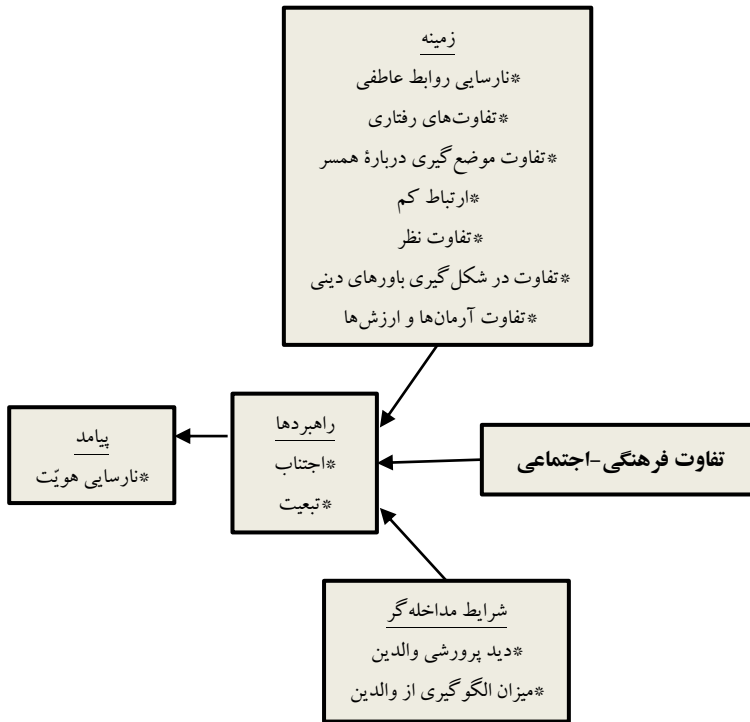 زمینه
*نارسایی روابط عاطفی
*تفاوت‌های رفتاری
*تفاوت موضع‌گیری دربارهٔ همسر
*ارتباط کم
*تفاوت نظر
*تفاوت در شکل‌گیری باورهای دینی
*تفاوت آرمان‌ها و ارزش‌ها
تفاوت فرهنگی-اجتماعی
راهبردها
*اجتناب
*تبعیت
پیامد
*نارسایی هویّت
شرایط مداخله‌گر
*دید پرورشی والدین
*میزان الگوگیری از والدین